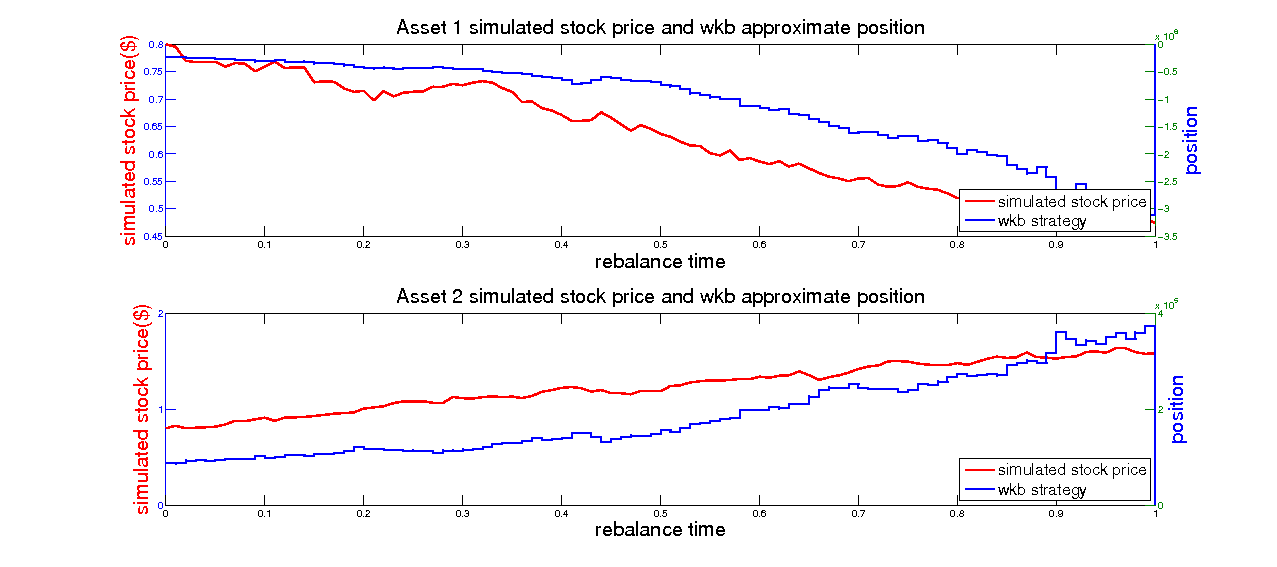 Asset 1 simulated stock price and wkb approximate position
simulated stock price($)
0.8
0.75
0.7
0.65
0.6
0.55
0.5
0.45
x 10
0
−0.5
−1
−1.5
−2
−2.5
−3
−3.5
position
simulated stock price
wkb strategy
0 0.1 0.2 0.3 0.4 0.5 0.6 0.7 0.8 0.9 1
rebalance time
Asset 2 simulated stock price and wkb approximate position
simulated stock price($)
2
1
0
x 10
4
2
0
position
simulated stock price
wkb strategy
0 0.1 0.2 0.3 0.4 0.5 0.6 0.7 0.8 0.9 1
rebalance time